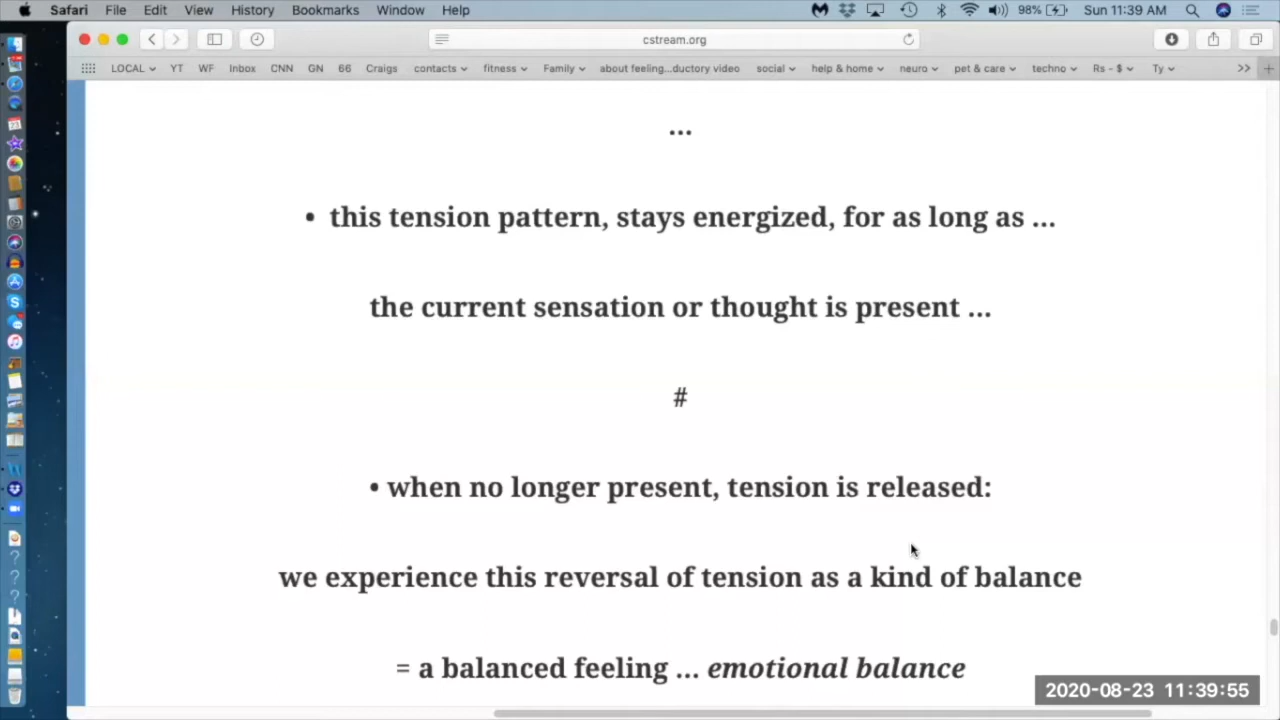 Safari File Edit View History Bookmarks Window Help 98% Sun 11:39 AM
cstream.org
LOCAL YT WF Inbox CNN GN 66 Craigs contacts fitness Family about feeling...ductory video social help & home neuro pet & care techno Rs - $ Ty >>
...
• this tension pattern, stays energized, for as long as ...
the current sensation or thought is present ...
#
• when no longer present, tension is released:
we experience this reversal of tension as a kind of balance
= a balanced feeling ... emotional balance
2020-08-23 11:39:55